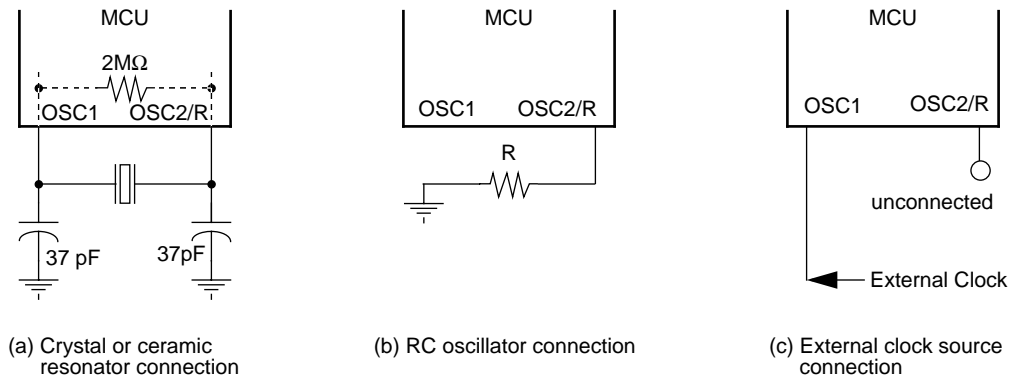 MCU
2MΩ
OSC1
OSC2/R
37 pF
37pF
(a) Crystal or ceramic
resonator connection
MCU
OSC1
OSC2/R
R
(b) RC oscillator connection
MCU
OSC1
OSC2/R
unconnected
External Clock
(c) External clock source
connection